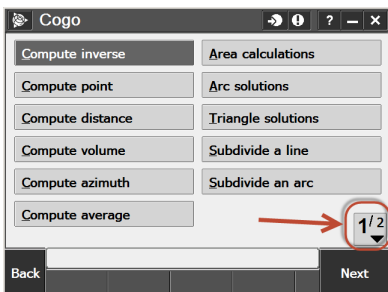 Cogo ? – ×
Compute inverse
Area calculations
Compute point
Arc solutions
Compute distance
Triangle solutions
Compute volume
Subdivide a line
Compute azimuth
Subdivide an arc
Compute average
1/2
Back
Next